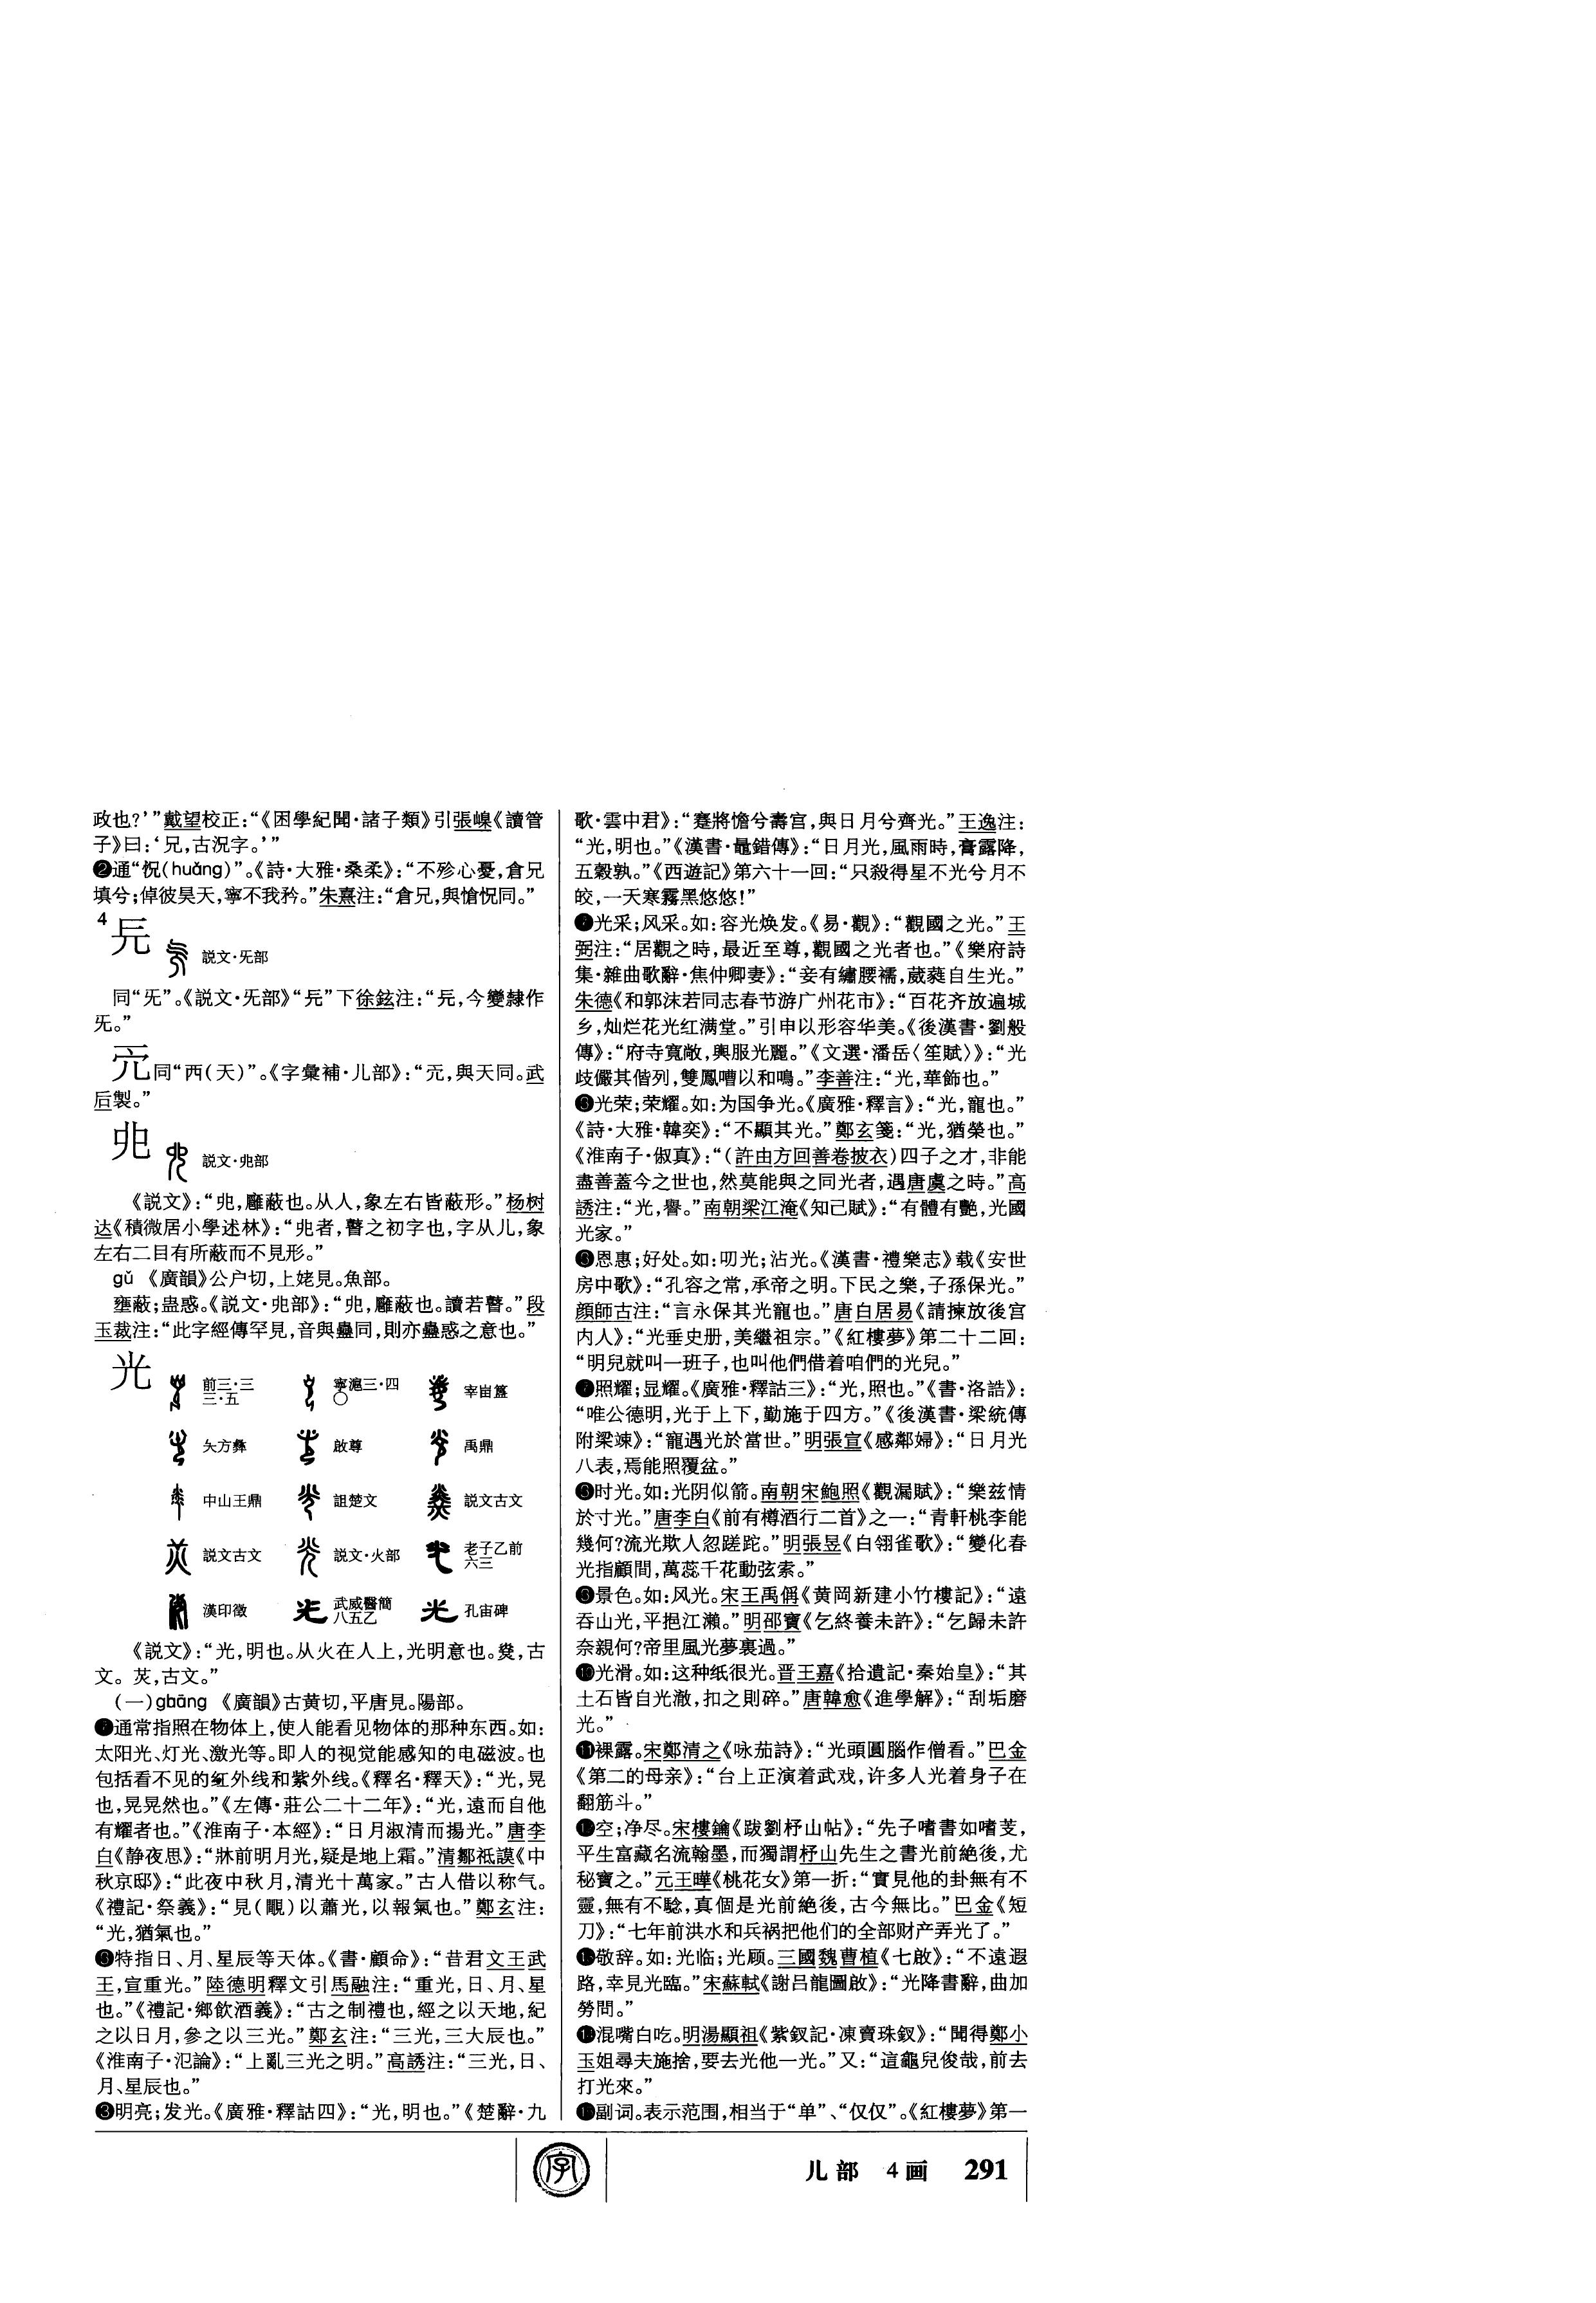 政也?’”戴望校正:“《困學紀聞·諸子類》引張嵲《讀管
子》曰:‘兄,古況字。’”
❷通“怳(huǎng)”。《詩·大雅·桑柔》:“不殄心憂,倉兄
填兮;倬彼昊天,寧不我矜。”朱熹注:“倉兄,與愴怳同。”
4
㒫 説文·旡部
同“旡”。《説文·旡部》“㒫”下徐鉉注:“㒫,今變隸作
旡。”
同“𠀘(天)”。《字彙補·儿部》:“,與天同。武
后製。”
𠑹 説文·𠑹部
《説文》:“𠑹,廱蔽也。从人,象左右皆蔽形。”杨树
达《積微居小學述林》:“𠑹者,瞽之初字也,字从儿,象
左右二目有所蔽而不見形。”
gǔ 《廣韻》公户切,上姥見。魚部。
壅蔽;蛊惑。《説文·𠑹部》:“𠑹,廱蔽也。讀若瞽。”段
玉裁注:“此字經傳罕見,音與蠱同,則亦蠱惑之意也。”
光
前三·三三·五 寧滬三·四〇 宰甾簋
矢方彝 啟尊 禹鼎
中山王鼎 詛楚文 説文古文
説文古文 説文·火部 老子乙前六三
漢印徵 武威醫簡八五乙 孔宙碑
《説文》:“光,明也。从火在人上,光明意也。㷗,古
文。炗,古文。”
(一)gbāng 《廣韻》古黄切,平唐見。陽部。
通常指照在物体上,使人能看见物体的那种东西。如:
太阳光、灯光、激光等。即人的视觉能感知的电磁波。也
包括看不见的红外线和紫外线。《釋名·釋天》:“光,晃
也,晃晃然也。”《左傳·莊公二十二年》:“光,遠而自他
有耀者也。”《淮南子·本經》:“日月淑清而揚光。”唐李
白《静夜思》:“牀前明月光,疑是地上霜。”清鄒祇謨《中
秋京邸》:“此夜中秋月,清光十萬家。”古人借以称气。
《禮記·祭義》:“見(覸)以蕭光,以報氣也。”鄭玄注:
“光,猶氣也。”
特指日、月、星辰等天体。《書·顧命》:“昔君文王武
王,宣重光。”陸德明釋文引馬融注:“重光,日、月、星
也。”《禮記·鄉飲酒義》:“古之制禮也,經之以天地,紀
之以日月,參之以三光。”鄭玄注:“三光,三大辰也。”
《淮南子·氾論》:“上亂三光之明。”高誘注:“三光,日、
月、星辰也。”
❸明亮;发光。《廣雅·釋詁四》:“光,明也。”《楚辭·九
歌·雲中君》:“蹇將憺兮壽宫,與日月兮齊光。”王逸注:
“光,明也。”《漢書·鼂錯傳》:“日月光,風雨時,膏露降,
五穀孰。”《西遊記》第六十一回:“只殺得星不光兮月不
皎,一天寒霧黑悠悠!”
光采;风采。如:容光焕发。《易·觀》:“觀國之光。”王
弼注:“居觀之時,最近至尊,觀國之光者也。”《樂府詩
集·雜曲歌辭·焦仲卿妻》:“妾有繡腰襦,葳蕤自生光。”
朱德《和郭沫若同志春节游广州花市》:“百花齐放遍城
乡,灿烂花光红满堂。”引申以形容华美。《後漢書·劉般
傳》:“府寺寬敞,輿服光麗。”《文選·潘岳〈笙賦〉》:“光
歧儼其偕列,雙鳳嘈以和鳴。”李善注:“光,華飾也。”
光荣;荣耀。如:为国争光。《廣雅·釋言》:“光,寵也。”
《詩·大雅·韓奕》:“不顯其光。”鄭玄箋:“光,猶榮也。”
《淮南子·俶真》:“(許由方回善卷披衣)四子之才,非能
盡善蓋今之世也,然莫能與之同光者,遇唐虞之時。”高
誘注:“光,譽。”南朝梁江淹《知己賦》:“有體有艷,光國
光家。”
恩惠;好处。如:叨光;沾光。《漢書·禮樂志》载《安世
房中歌》:“孔容之常,承帝之明。下民之樂,子孫保光。”
顔師古注:“言永保其光寵也。”唐白居易《請揀放後宫
内人》:“光垂史册,美繼祖宗。”《紅樓夢》第二十二回:
“明兒就叫一班子,也叫他們借着咱們的光兒。”
照耀;显耀。《廣雅·釋詁三》:“光,照也。”《書·洛誥》:
“唯公德明,光于上下,勤施于四方。”《後漢書·梁統傳
附梁竦》:“寵遇光於當世。”明張宣《感鄰婦》:“日月光
八表,焉能照覆盆。”
时光。如:光阴似箭。南朝宋鮑照《觀漏賦》:“樂兹情
於寸光。”唐李白《前有樽酒行二首》之一:“青軒桃李能
幾何?流光欺人忽蹉跎。”明張昱《白翎雀歌》:“變化春
光指顧間,萬蕊千花動弦索。”
景色。如:风光。宋王禹偁《黄岡新建小竹樓記》:“遠
吞山光,平挹江瀨。”明邵寶《乞終養未許》:“乞歸未許
奈親何?帝里風光夢裏過。”
光滑。如:这种纸很光。晋王嘉《拾遺記·秦始皇》:“其
土石皆自光澈,扣之則碎。”唐韓愈《進學解》:“刮垢磨
光。”
⓫裸露。宋鄭清之《咏茄詩》:“光頭圓腦作僧看。”巴金
《第二的母亲》:“台上正演着武戏,许多人光着身子在
翻筋斗。”
空;净尽。宋樓鑰《跋劉杼山帖》:“先子嗜書如嗜芰,
平生富藏名流翰墨,而獨謂杼山先生之書光前絶後,尤
秘寶之。”元王曄《桃花女》第一折:“實見他的卦無有不
靈,無有不驗,真個是光前絶後,古今無比。”巴金《短
刀》:“七年前洪水和兵祸把他们的全部财产弄光了。”
敬辞。如:光临;光顾。三國魏曹植《七啟》:“不遠遐
路,幸見光臨。”宋蘇軾《謝吕龍圖啟》:“光降書辭,曲加
勞問。”
混嘴白吃。明湯顯祖《紫釵記·凍賣珠釵》:“聞得鄭小
玉姐尋夫施捨,要去光他一光。”又:“這龜兒俊哉,前去
打光來。”
副词。表示范围,相当于“单”、“仅仅”。《紅樓夢》第一
字
儿部 4画 291